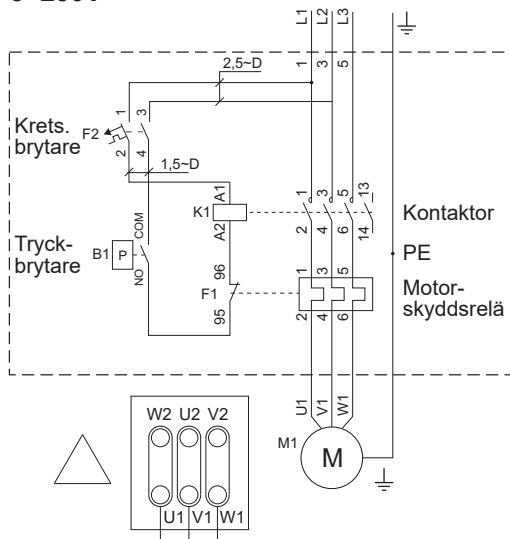 L1 L2 L3
1 3 5
2,5~D
1 3
Krets.
brytare
F2
2 4
1,5~D
A1
K1
A2
1 3 5 13
2 4 6 14
Kontaktor
COM
Tryck-
brytare
B1 P
NO
PE
96
F1
95
1 3 5
2 4 6
Motor-
skyddsrelä
U1 V1 W1
M1 M
W2 U2 V2
U1 V1 W1